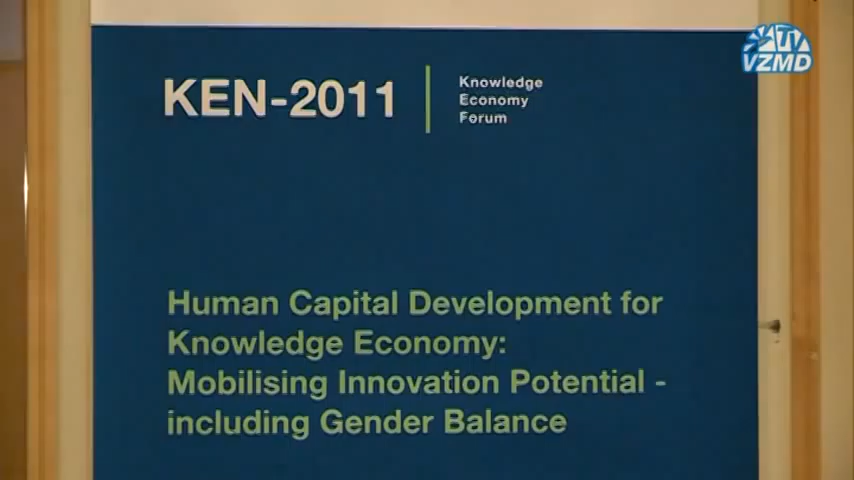 TV
VZMD
KEN-2011
Knowledge
Economy
Forum
Human Capital Development for
Knowledge Economy:
Mobilising Innovation Potential -
including Gender Balance